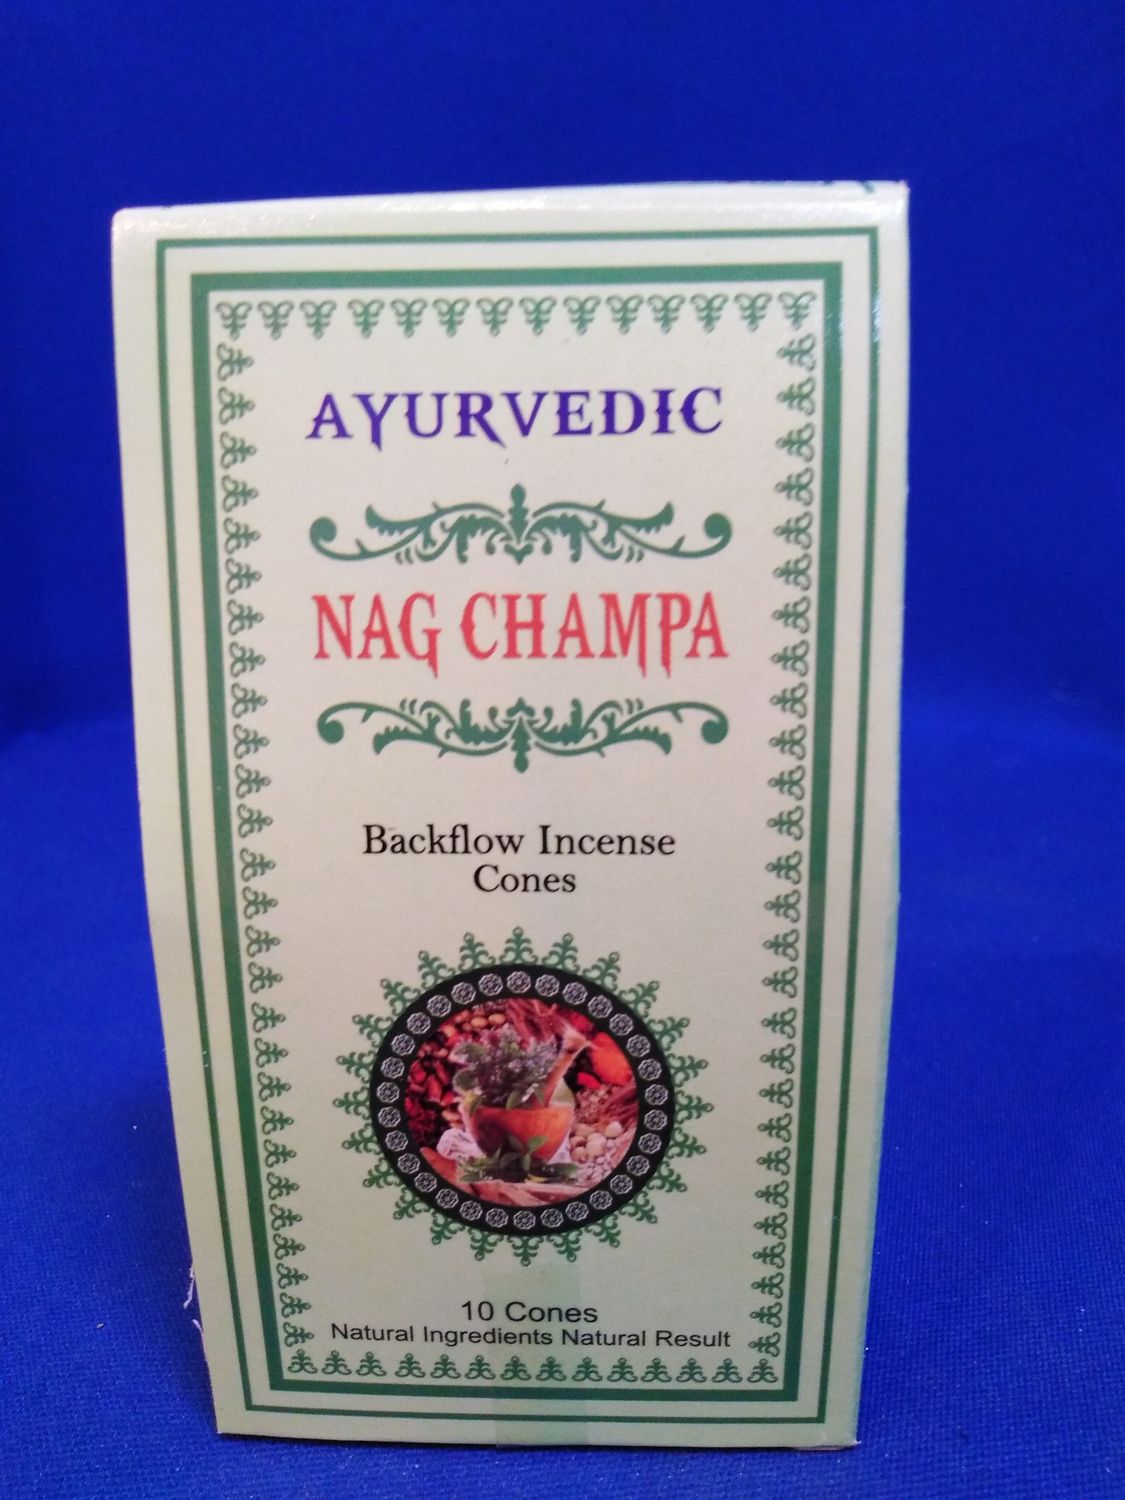 AYURVEDIC
NAG CHAMPA
Backflow Incense
Cones
10 Cones
Natural Ingredients Natural Result